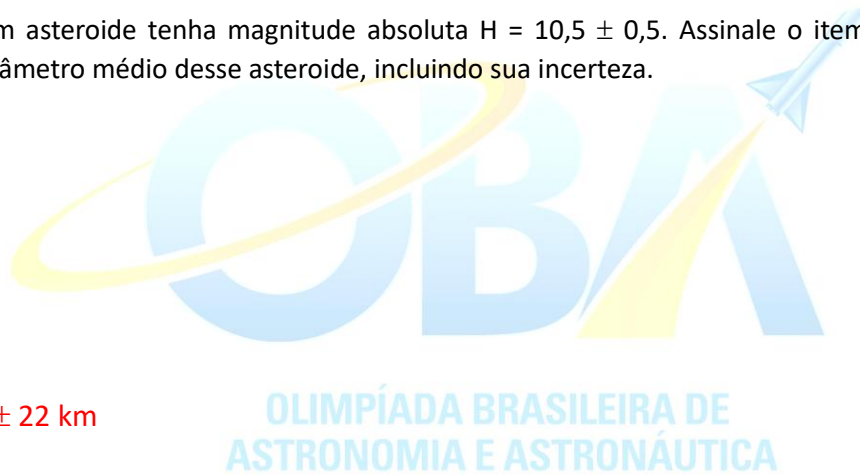 m asteroide tenha magnitude absoluta H = 10,5 ± 0,5. Assinale o item
âmetro médio desse asteroide, incluindo sua incerteza.
OBA
± 22 km
OLIMPÍADA BRASILEIRA DE
ASTRONOMIA E ASTRONÁUTICA